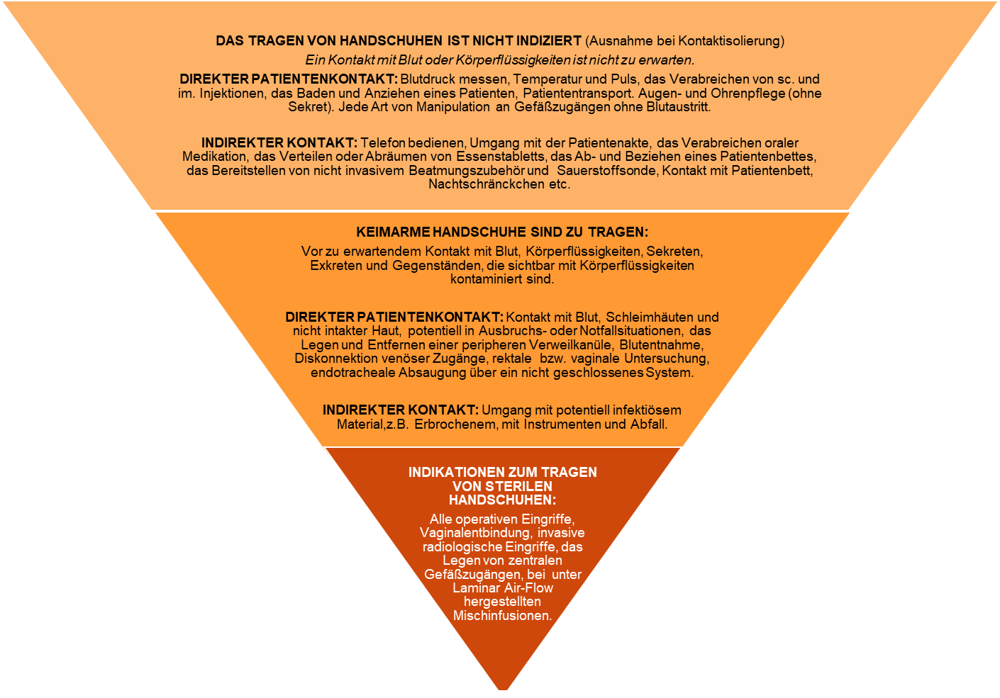 DAS TRAGEN VON HANDSCHUHEN IST NICHT INDIZIERT (Ausnahme bei Kontaktisolierung)
Ein Kontakt mit Blut oder Körperflüssigkeiten ist nicht zu erwarten.
DIREKTER PATIENTENKONTAKT: Blutdruck messen, Temperatur und Puls, das Verabreichen von sc. und
im. Injektionen, das Baden und Anziehen eines Patienten, Patiententransport. Augen- und Ohrenpflege (ohne
Sekret). Jede Art von Manipulation an Gefäßzugängen ohne Blutaustritt.
INDIREKTER KONTAKT: Telefon bedienen, Umgang mit der Patientenakte, das Verabreichen oraler
Medikation, das Verteilen oder Abräumen von Essenstabletts, das Ab- und Beziehen eines Patientenbettes,
das Bereitstellen von nicht invasivem Beatmungszubehör und Sauerstoffsonde, Kontakt mit Patientenbett,
Nachtschränckchen etc.
KEIMARME HANDSCHUHE SIND ZU TRAGEN:
Vor zu erwartendem Kontakt mit Blut, Körperflüssigkeiten, Sekreten,
Exkreten und Gegenständen, die sichtbar mit Körperflüssigkeiten
kontaminiert sind.
DIREKTER PATIENTENKONTAKT: Kontakt mit Blut, Schleimhäuten und
nicht intakter Haut, potentiell in Ausbruchs- oder Notfallsituationen, das
Legen und Entfernen einer peripheren Verweilkanüle, Blutentnahme,
Diskonnektion venöser Zugänge, rektale bzw. vaginale Untersuchung,
endotracheale Absaugung über ein nicht geschlossenes System.
INDIREKTER KONTAKT: Umgang mit potentiell infektiösem
Material,z.B. Erbrochenem, mit Instrumenten und Abfall.
INDIKATIONEN ZUM TRAGEN
VON STERILEN
HANDSCHUHEN:
Alle operativen Eingriffe,
Vaginalentbindung, invasive
radiologische Eingriffe, das
Legen von zentralen
Gefäßzugängen, bei unter
Laminar Air-Flow
hergestellten
Mischinfusionen.